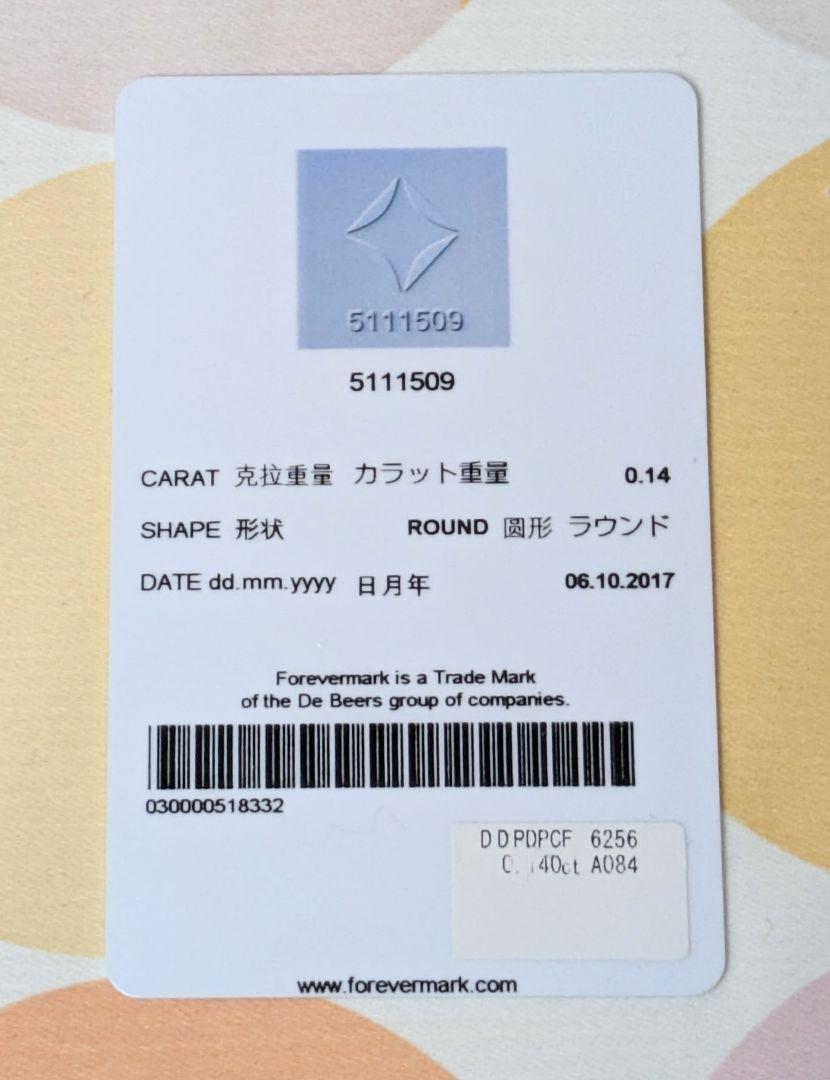 5111509
5111509
CARAT 克拉重量 カラット重量 0.14
SHAPE 形状 ROUND 圆形 ラウンド
DATE dd.mm.yyyy 日月年 06.10.2017
Forevermark is a Trade Mark
of the De Beers group of companies.
030000518332
DDPDPCF 6256
0.140ct A084
www.forevermark.com